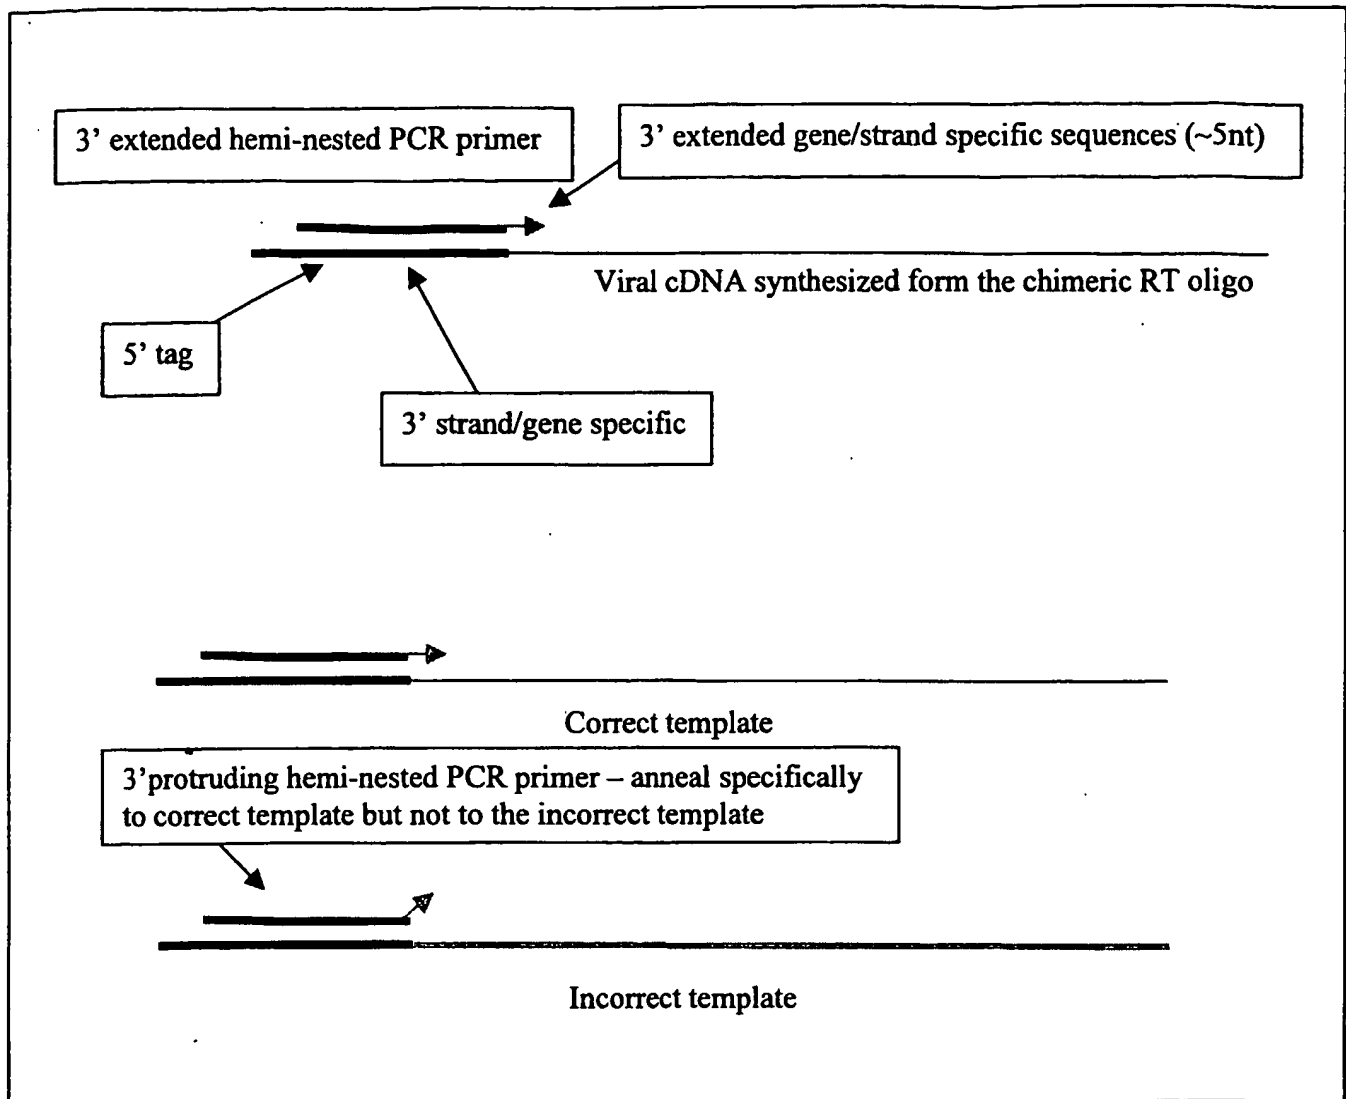 3’ extended hemi-nested PCR primer
3’ extended gene/strand specific sequences (~5nt)
Viral cDNA synthesized form the chimeric RT oligo
5’ tag
3’ strand/gene specific
Correct template
3’protruding hemi-nested PCR primer – anneal specifically
to correct template but not to the incorrect template
Incorrect template